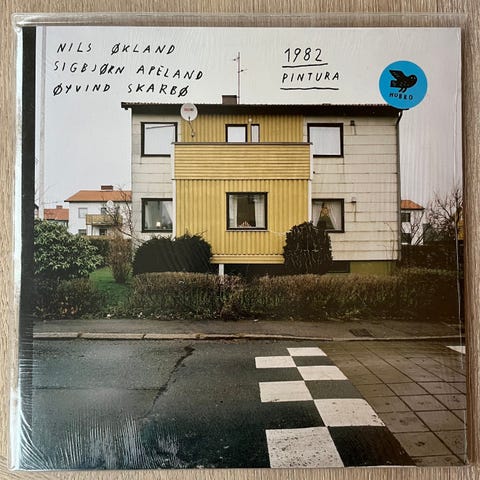 NILS ØKLAND
SIGBJØRN APELAND
ØYVIND SKARBØ
1982
PINTURA
HUBRO